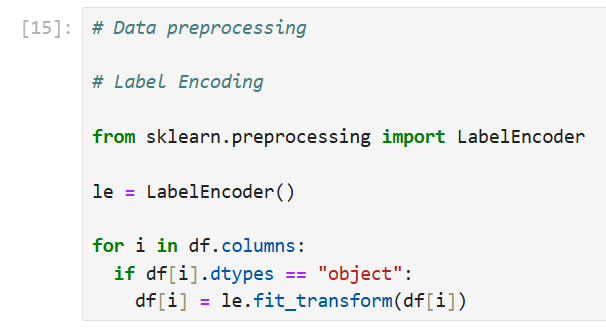 [15]: # Data preprocessing
# Label Encoding
from sklearn.preprocessing import LabelEncoder
le = LabelEncoder()
for i in df.columns:
  if df[i].dtypes == "object":
    df[i] = le.fit_transform(df[i])